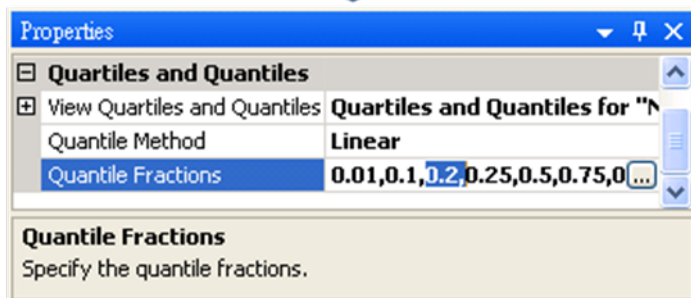 Properties
Quartiles and Quantiles
View Quartiles and Quantiles Quartiles and Quantiles for "N
Quantile Method Linear
Quantile Fractions 0.01,0.1,0.2,0.25,0.5,0.75,0 ...
Quantile Fractions
Specify the quantile fractions.